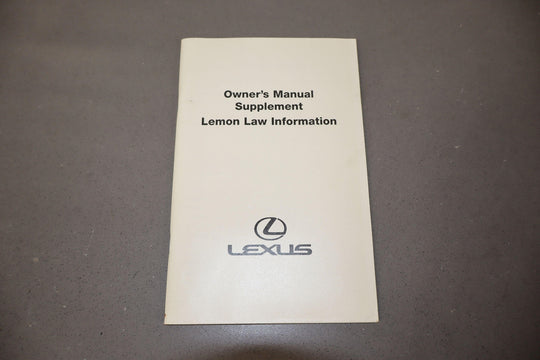 Owner's Manual
Supplement
Lemon Law Information
LEXUS